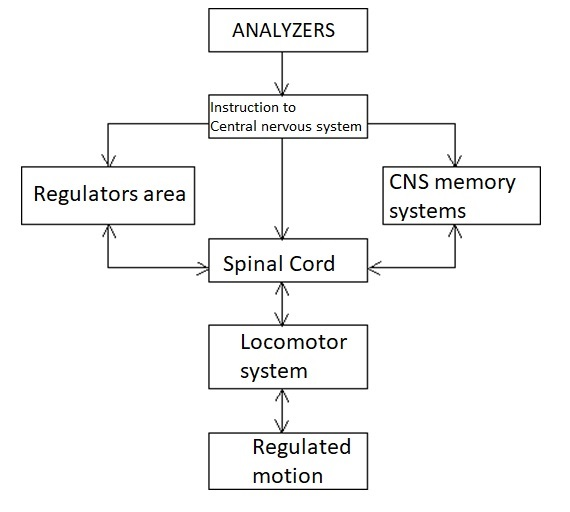 ANALYZERS
Instruction to
Central nervous system
Regulators area
CNS memory
systems
Spinal Cord
Locomotor
system
Regulated
motion